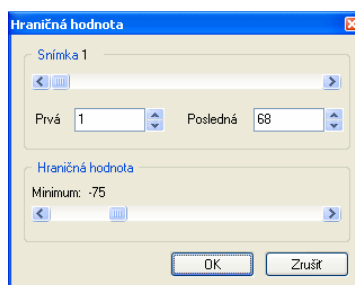 Hraničná hodnota
Snímka 1
Prvá 1 Posledná 68
Hraničná hodnota
Minimum: -75
OK Zrušiť